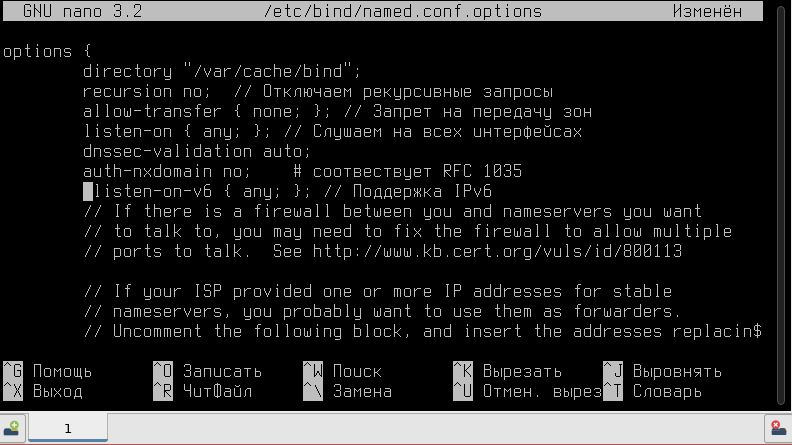 GNU nano 3.2 /etc/bind/named.conf.options Изменён
options {
directory "/var/cache/bind";
recursion no; // Отключаем рекурсивные запросы
allow-transfer { none; }; // Запрет на передачу зон
listen-on { any; }; // Слушаем на всех интерфейсах
dnssec-validation auto;
auth-nxdomain no; # соотвествует RFC 1035
listen-on-v6 { any; }; // Поддержка IPv6
// If there is a firewall between you and nameservers you want
// to talk to, you may need to fix the firewall to allow multiple
// ports to talk. See http://www.kb.cert.org/vuls/id/800113
// If your ISP provided one or more IP addresses for stable
// nameservers, you probably want to use them as forwarders.
// Uncomment the following block, and insert the addresses replacin$
^G Помощь ^O Записать ^W Поиск ^K Вырезать ^J Выровнять
^X Выход ^R ЧитФайл ^\ Замена ^U Отмен. вырез ^T Словарь
1